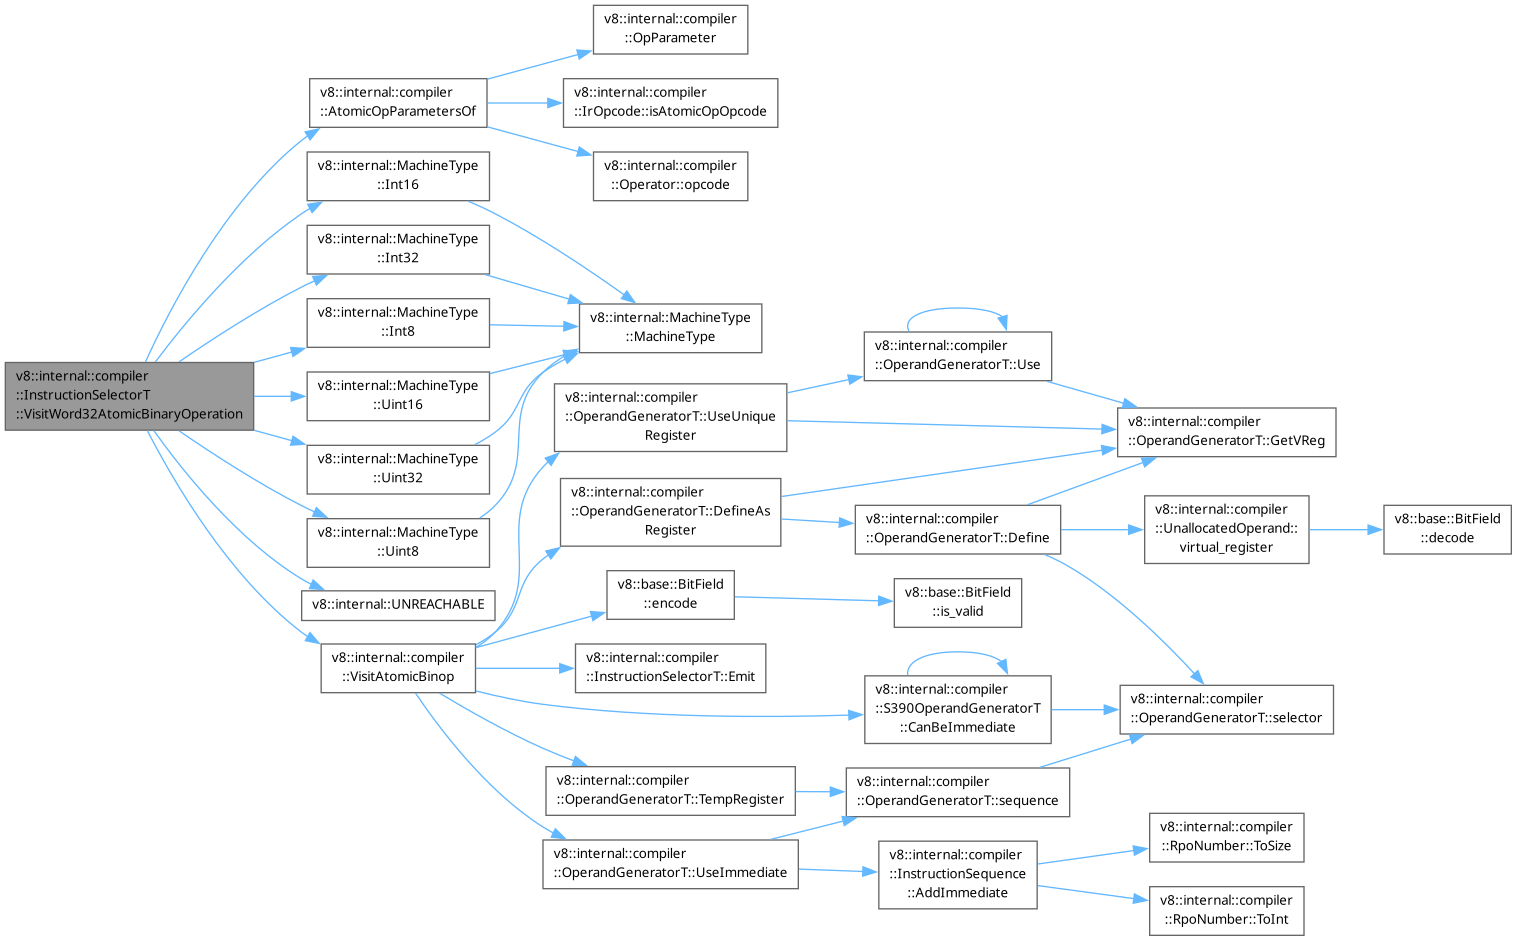 v8::internal::compiler
::OpParameter
v8::internal::compiler
::AtomicOpParametersOf
v8::internal::compiler
::IrOpcode::isAtomicOpOpcode
v8::internal::MachineType
::Int16
v8::internal::compiler
::Operator::opcode
v8::internal::MachineType
::Int32
v8::internal::MachineType
::Int8
v8::internal::MachineType
::MachineType
v8::internal::compiler
::InstructionSelectorT
::VisitWord32AtomicBinaryOperation
v8::internal::MachineType
::Uint16
v8::internal::MachineType
::Uint32
v8::internal::MachineType
::Uint8
v8::internal::UNREACHABLE
v8::internal::compiler
::VisitAtomicBinop
v8::internal::compiler
::OperandGeneratorT::UseUnique
Register
v8::internal::compiler
::OperandGeneratorT::Use
v8::internal::compiler
::OperandGeneratorT::GetVReg
v8::internal::compiler
::OperandGeneratorT::DefineAs
Register
v8::internal::compiler
::OperandGeneratorT::Define
v8::internal::compiler
::UnallocatedOperand::
virtual_register
v8::base::BitField
::decode
v8::base::BitField
::encode
v8::base::BitField
::is_valid
v8::internal::compiler
::InstructionSelectorT::Emit
v8::internal::compiler
::S390OperandGeneratorT
::CanBeImmediate
v8::internal::compiler
::OperandGeneratorT::selector
v8::internal::compiler
::OperandGeneratorT::TempRegister
v8::internal::compiler
::OperandGeneratorT::sequence
v8::internal::compiler
::OperandGeneratorT::UseImmediate
v8::internal::compiler
::InstructionSequence
::AddImmediate
v8::internal::compiler
::RpoNumber::ToSize
v8::internal::compiler
::RpoNumber::ToInt